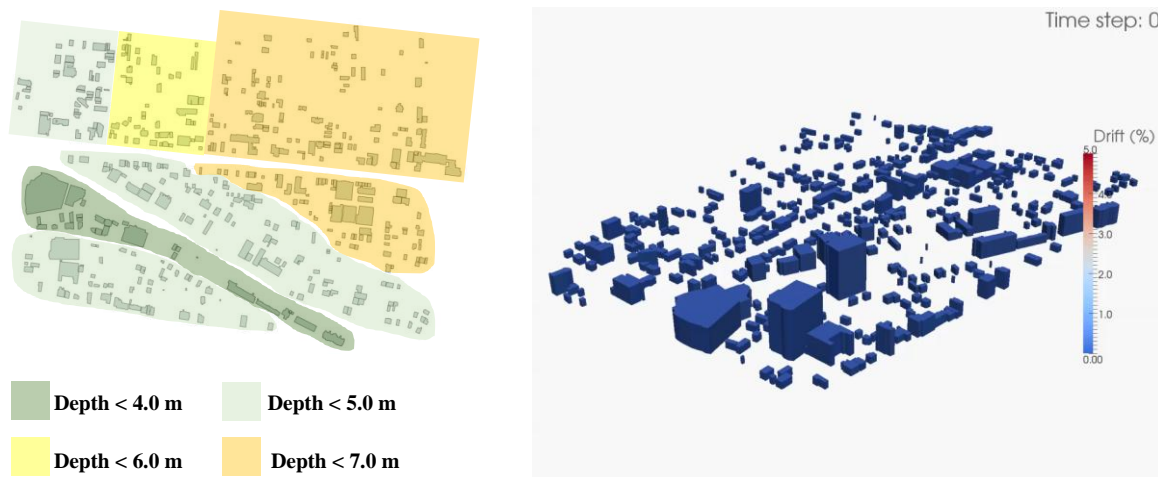 Depth < 4.0 m
Depth < 5.0 m
Depth < 6.0 m
Depth < 7.0 m
Time step: 0
Drift (%)
5.0
3.0
2.0
1.0
0.00